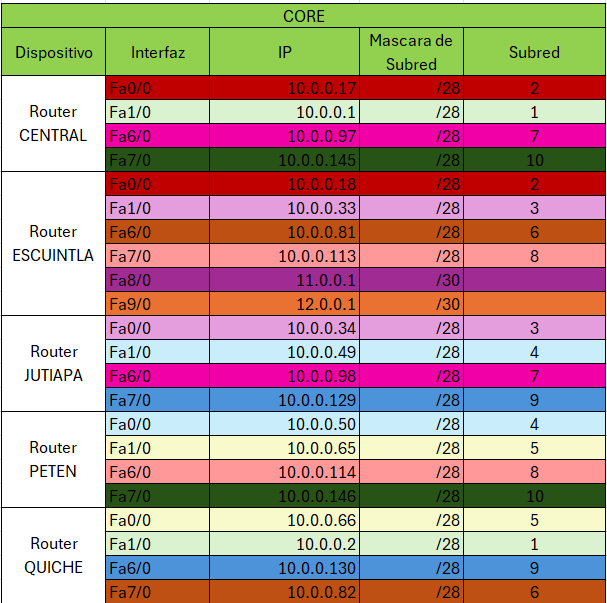 CORE
Dispositivo Interfaz IP Mascara de Subred Subred
Router CENTRAL Fa0/0 10.0.0.17 /28 2
Fa1/0 10.0.0.1 /28 1
Fa6/0 10.0.0.97 /28 7
Fa7/0 10.0.0.145 /28 10
Router ESCUINTLA Fa0/0 10.0.0.18 /28 2
Fa1/0 10.0.0.33 /28 3
Fa6/0 10.0.0.81 /28 6
Fa7/0 10.0.0.113 /28 8
Fa8/0 11.0.0.1 /30
Fa9/0 12.0.0.1 /30
Router JUTIAPA Fa0/0 10.0.0.34 /28 3
Fa1/0 10.0.0.49 /28 4
Fa6/0 10.0.0.98 /28 7
Fa7/0 10.0.0.129 /28 9
Router PETEN Fa0/0 10.0.0.50 /28 4
Fa1/0 10.0.0.65 /28 5
Fa6/0 10.0.0.114 /28 8
Fa7/0 10.0.0.146 /28 10
Router QUICHE Fa0/0 10.0.0.66 /28 5
Fa1/0 10.0.0.2 /28 1
Fa6/0 10.0.0.130 /28 9
Fa7/0 10.0.0.82 /28 6